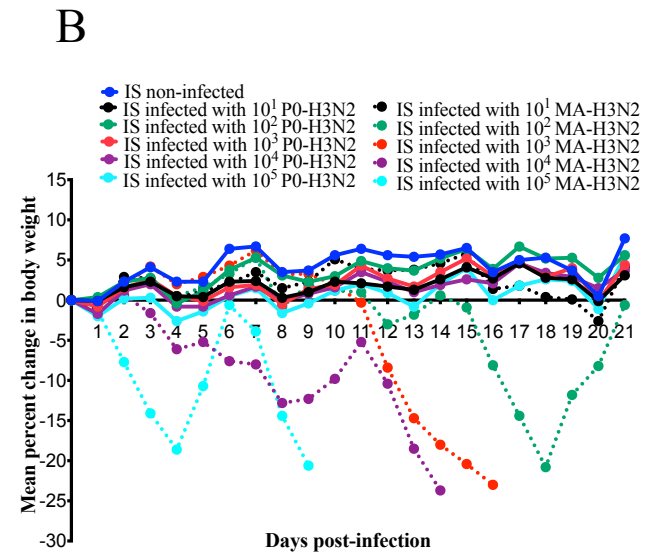 B
IS non-infected
IS infected with 10¹ P0-H3N2
IS infected with 10² P0-H3N2
IS infected with 10³ P0-H3N2
IS infected with 10⁴ P0-H3N2
IS infected with 10⁵ P0-H3N2
IS infected with 10¹ MA-H3N2
IS infected with 10² MA-H3N2
IS infected with 10³ MA-H3N2
IS infected with 10⁴ MA-H3N2
IS infected with 10⁵ MA-H3N2
Mean percent change in body weight
15
10
5
0
-5
-10
-15
-20
-25
-30
1 2 3 4 5 6 7 8 9 10 11 12 13 14 15 16 17 18 19 20 21
Days post-infection